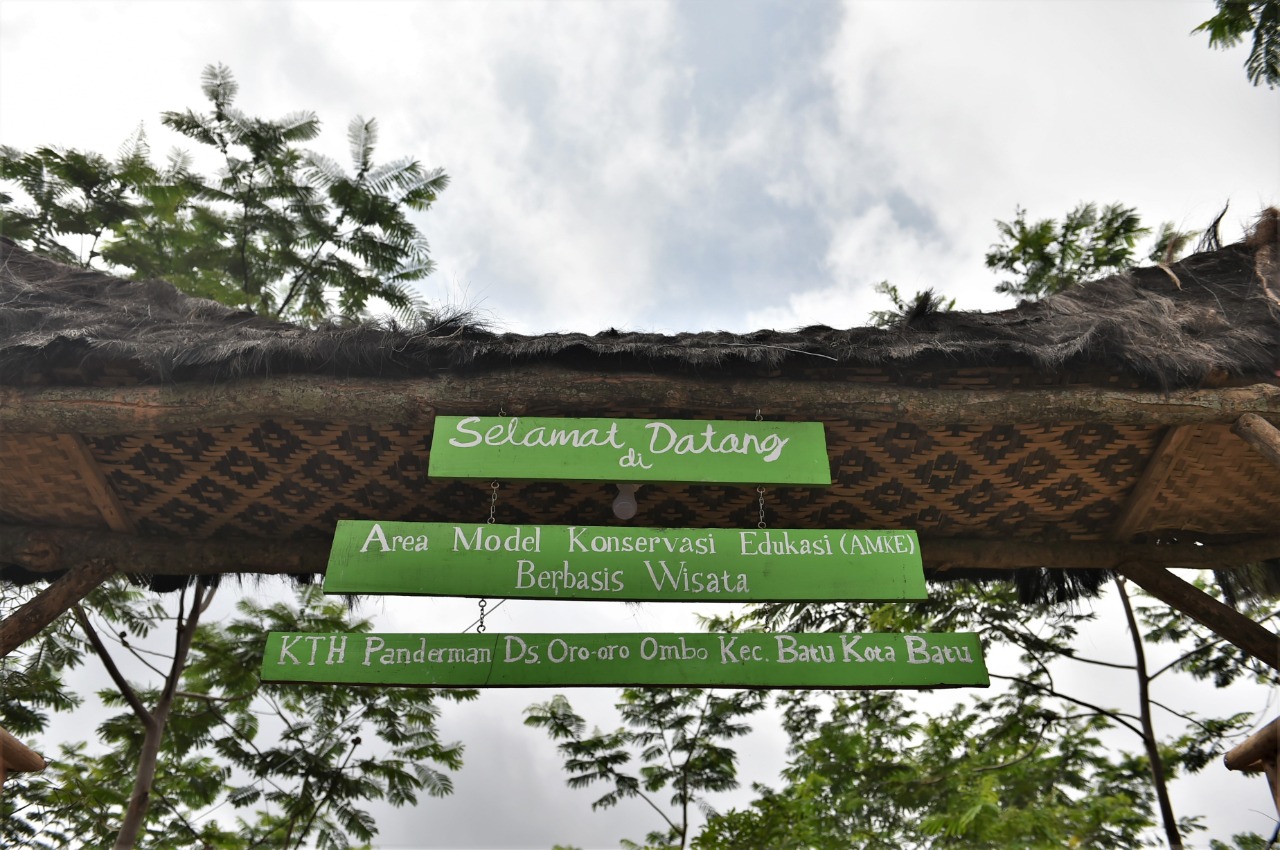 Selamat Datang
di
Area Model Konservasi Edukasi (AMKE)
Berbasis Wisata
KTH Panderman Ds. Oro-oro Ombo Kec. Batu Kota Batu